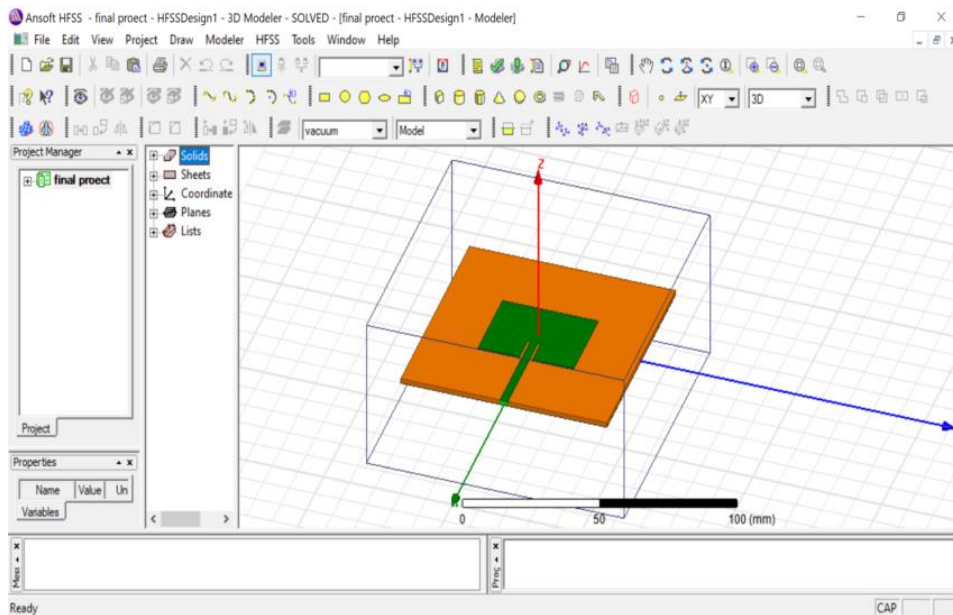 Ansoft HFSS - final proect - HFSSDesign1 - 3D Modeler - SOLVED - [final proect - HFSSDesign1 - Modeler]
File Edit View Project Draw Modeler HFSS Tools Window Help
XY 3D
vacuum Model
Project Manager
final proect
Project
Properties
Name Value Un
Variables
Solids
Sheets
Coordinate
Planes
Lists
Z
0 50 100 (mm)
Ready
CAP